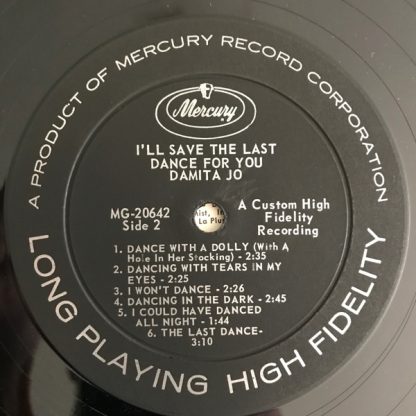 A PRODUCT OF MERCURY RECORD CORPORATION
Mercury
I'LL SAVE THE LAST
DANCE FOR YOU
DAMITA JO
MG-20642
Side 2
A Custom High
Fidelity
Recording
1. DANCE WITH A DOLLY (With A
Hole In Her Stocking) - 2:35
2. DANCING WITH TEARS IN MY
EYES - 2:25
3. I WON'T DANCE - 2:26
4. DANCING IN THE DARK - 2:45
5. I COULD HAVE DANCED
ALL NIGHT - 1:44
6. THE LAST DANCE-
3:10
LONG PLAYING HIGH FIDELITY